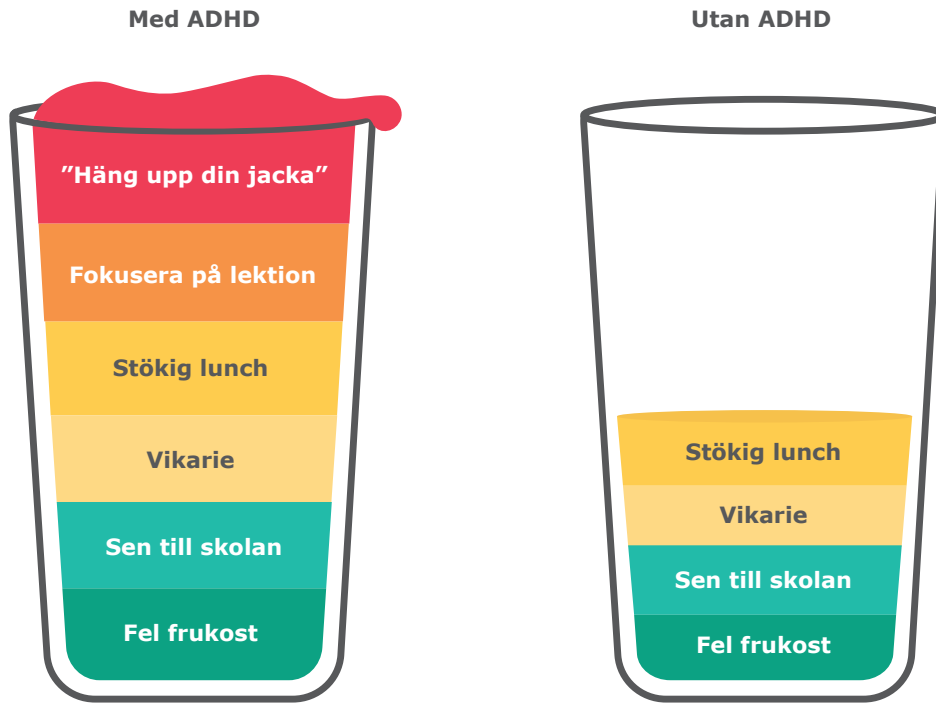 Med ADHD
”Häng upp din jacka”
Fokusera på lektion
Stökig lunch
Vikarie
Sen till skolan
Fel frukost
Utan ADHD
Stökig lunch
Vikarie
Sen till skolan
Fel frukost